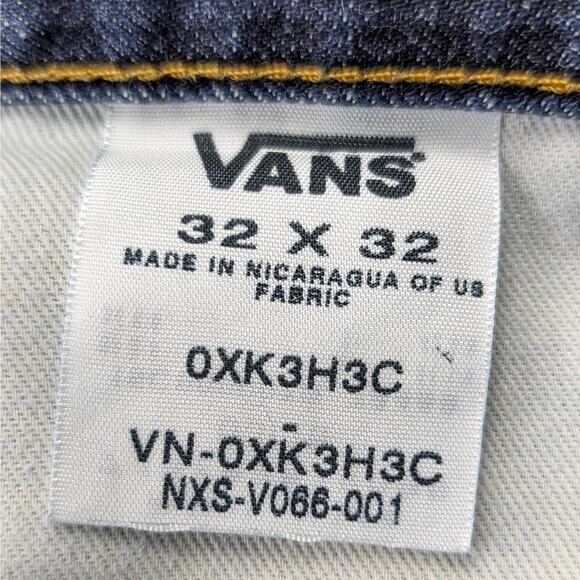 VANS
32 X 32
MADE IN NICARAGUA OF US
FABRIC
0XK3H3C
VN-0XK3H3C
NXS-V066-001